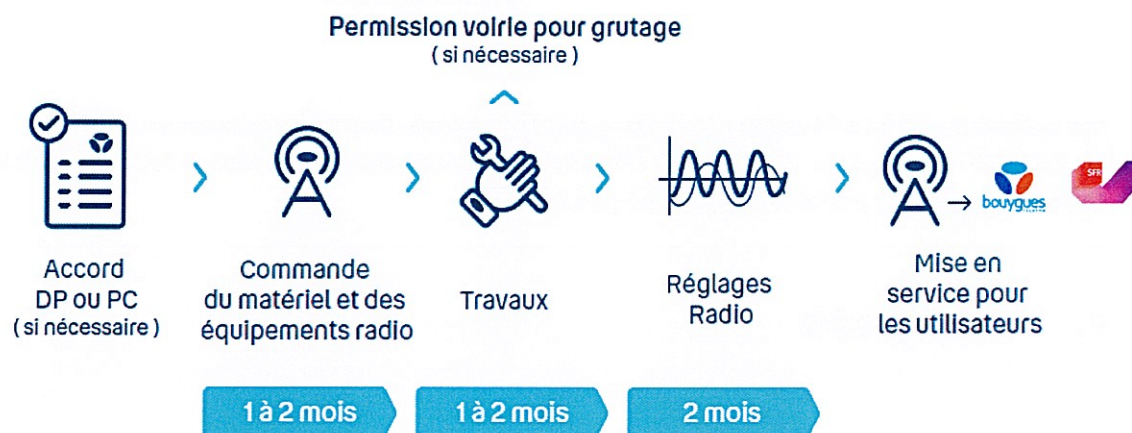 Permission voirie pour grutage
( si nécessaire )
Accord
DP ou PC
( si nécessaire )
Commande
du matériel et des
équipements radio
Travaux
Réglages
Radio
bouygues
SFR
Mise en
service pour
les utilisateurs
1 à 2 mois
1 à 2 mois
2 mois